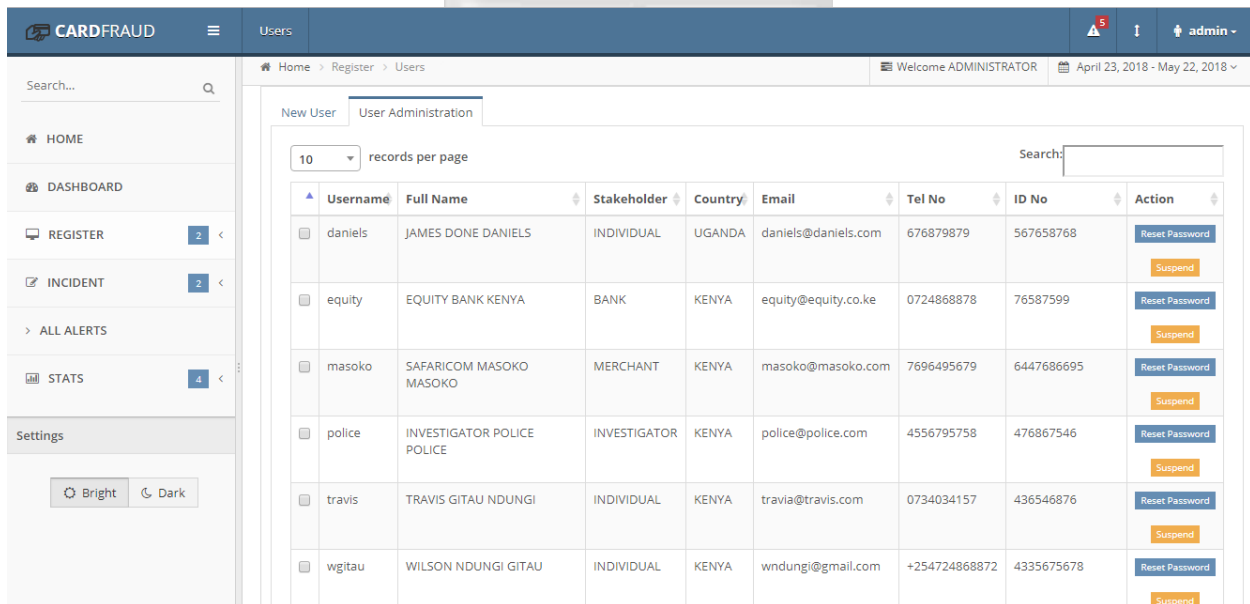 CARDFRAUD
Users
5
admin
Home > Register > Users
Welcome ADMINISTRATOR
April 23, 2018 - May 22, 2018
Search...
HOME
DASHBOARD
REGISTER 2
INCIDENT 2
ALL ALERTS
STATS 4
Settings
Bright Dark
New User User Administration
10 records per page
Search:
Username Full Name Stakeholder Country Email Tel No ID No Action
daniels JAMES DONE DANIELS INDIVIDUAL UGANDA daniels@daniels.com 676879879 567658768 Reset Password
Suspend
equity EQUITY BANK KENYA BANK KENYA equity@equity.co.ke 0724868878 76587599 Reset Password
Suspend
masoko SAFARICOM MASOKO MERCHANT KENYA masoko@masoko.com 7696495679 6447686695 Reset Password
MASOKO
Suspend
police INVESTIGATOR POLICE INVESTIGATOR KENYA police@police.com 4556795758 476867546 Reset Password
POLICE
Suspend
travis TRAVIS GITAU NDUNGI INDIVIDUAL KENYA travia@travis.com 0734034157 436546876 Reset Password
Suspend
wgitau WILSON NDUNGI GITAU INDIVIDUAL KENYA wndungi@gmail.com +254724868872 4335675678 Reset Password
Suspend